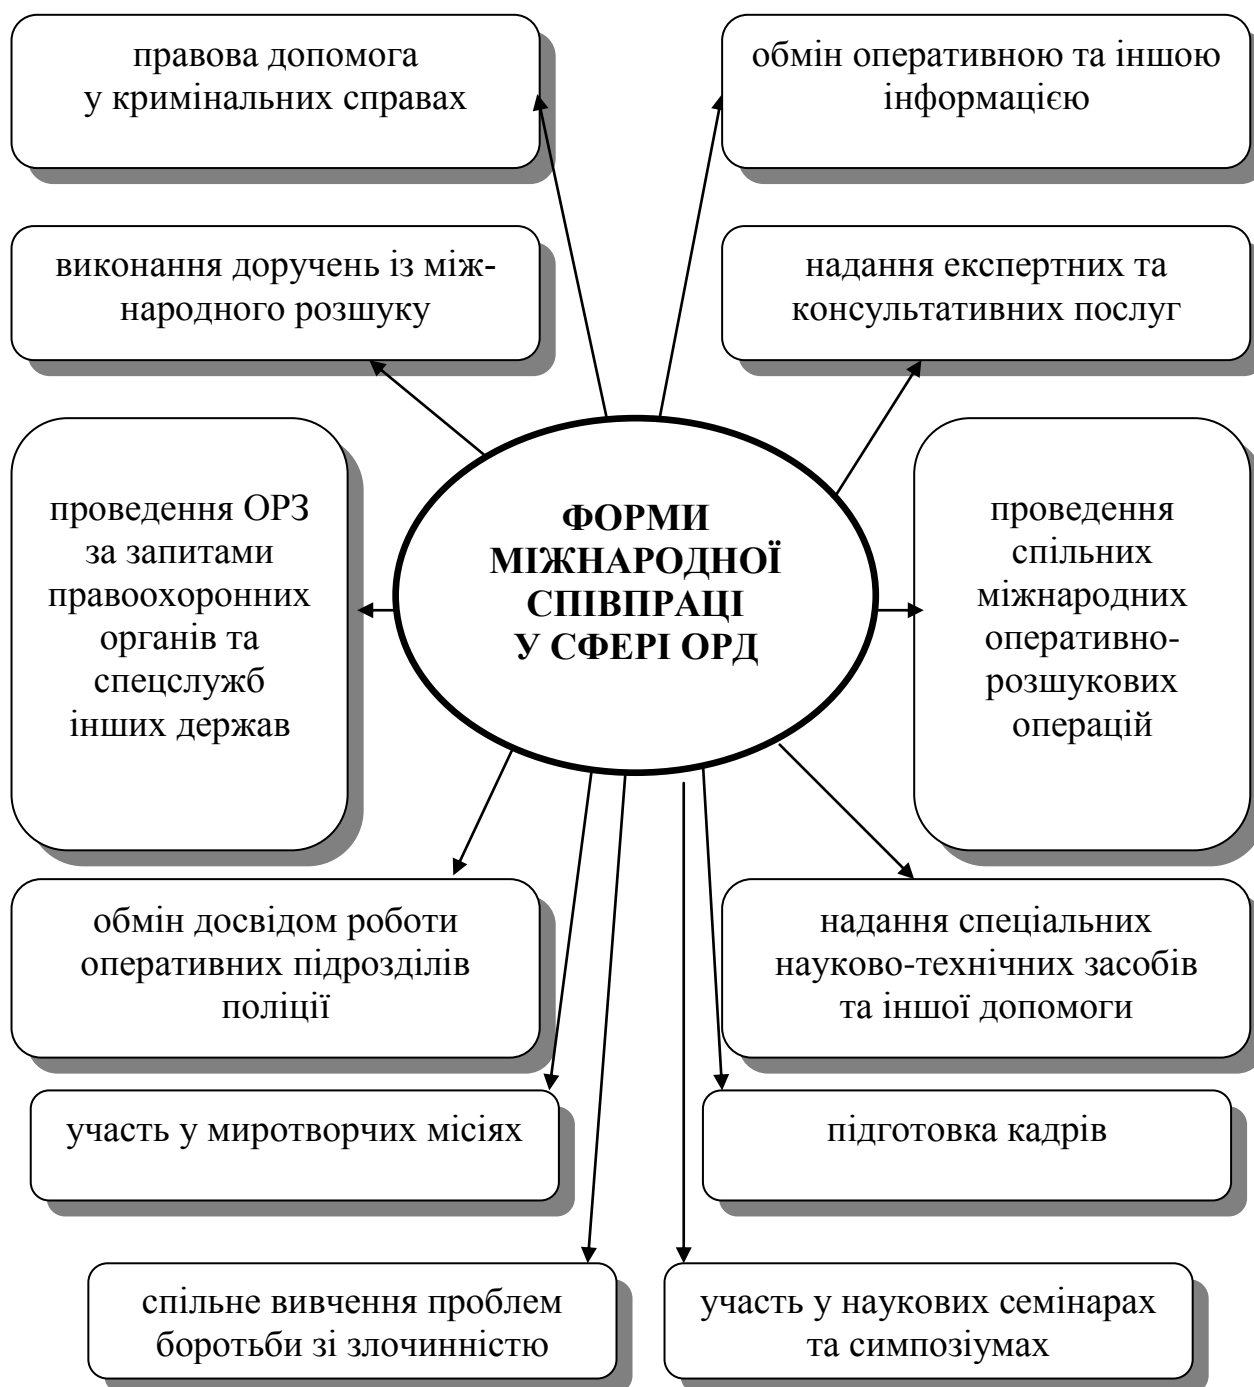 правова допомога
у кримінальних справах
обмін оперативною та іншою
інформацією
виконання доручень із між-
народного розшуку
надання експертних та
консультативних послуг
проведення ОРЗ
за запитами
правоохоронних
органів та
спецслужб
інших держав
ФОРМИ
МІЖНАРОДНОЇ
СПІВПРАЦІ
У СФЕРІ ОРД
проведення
спільних
міжнародних
оперативно-
розшукових
операцій
обмін досвідом роботи
оперативних підрозділів
поліції
надання спеціальних
науково-технічних засобів
та іншої допомоги
участь у миротворчих місіях
підготовка кадрів
спільне вивчення проблем
боротьби зі злочинністю
участь у наукових семінарах
та симпозіумах